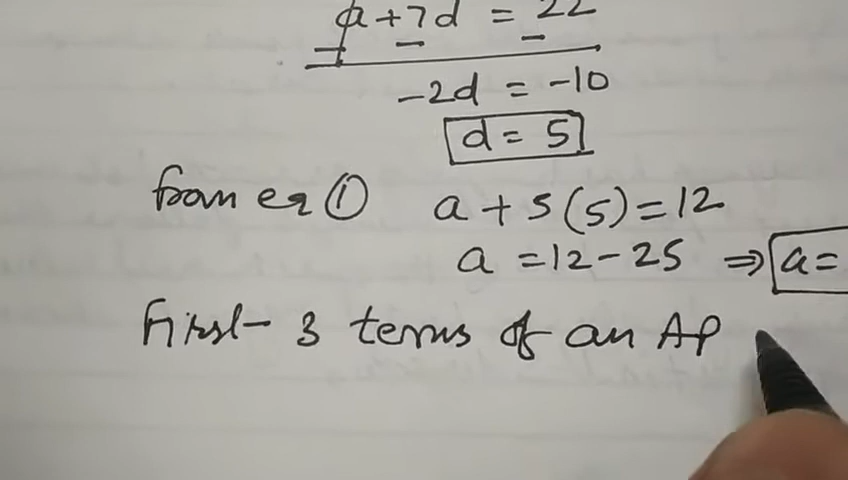 a + 7d = 22
-2d = -10
d = 5
from eq ① a + 5(5) = 12
a = 12 - 25 ⇒ a =
First 3 terms of an AP